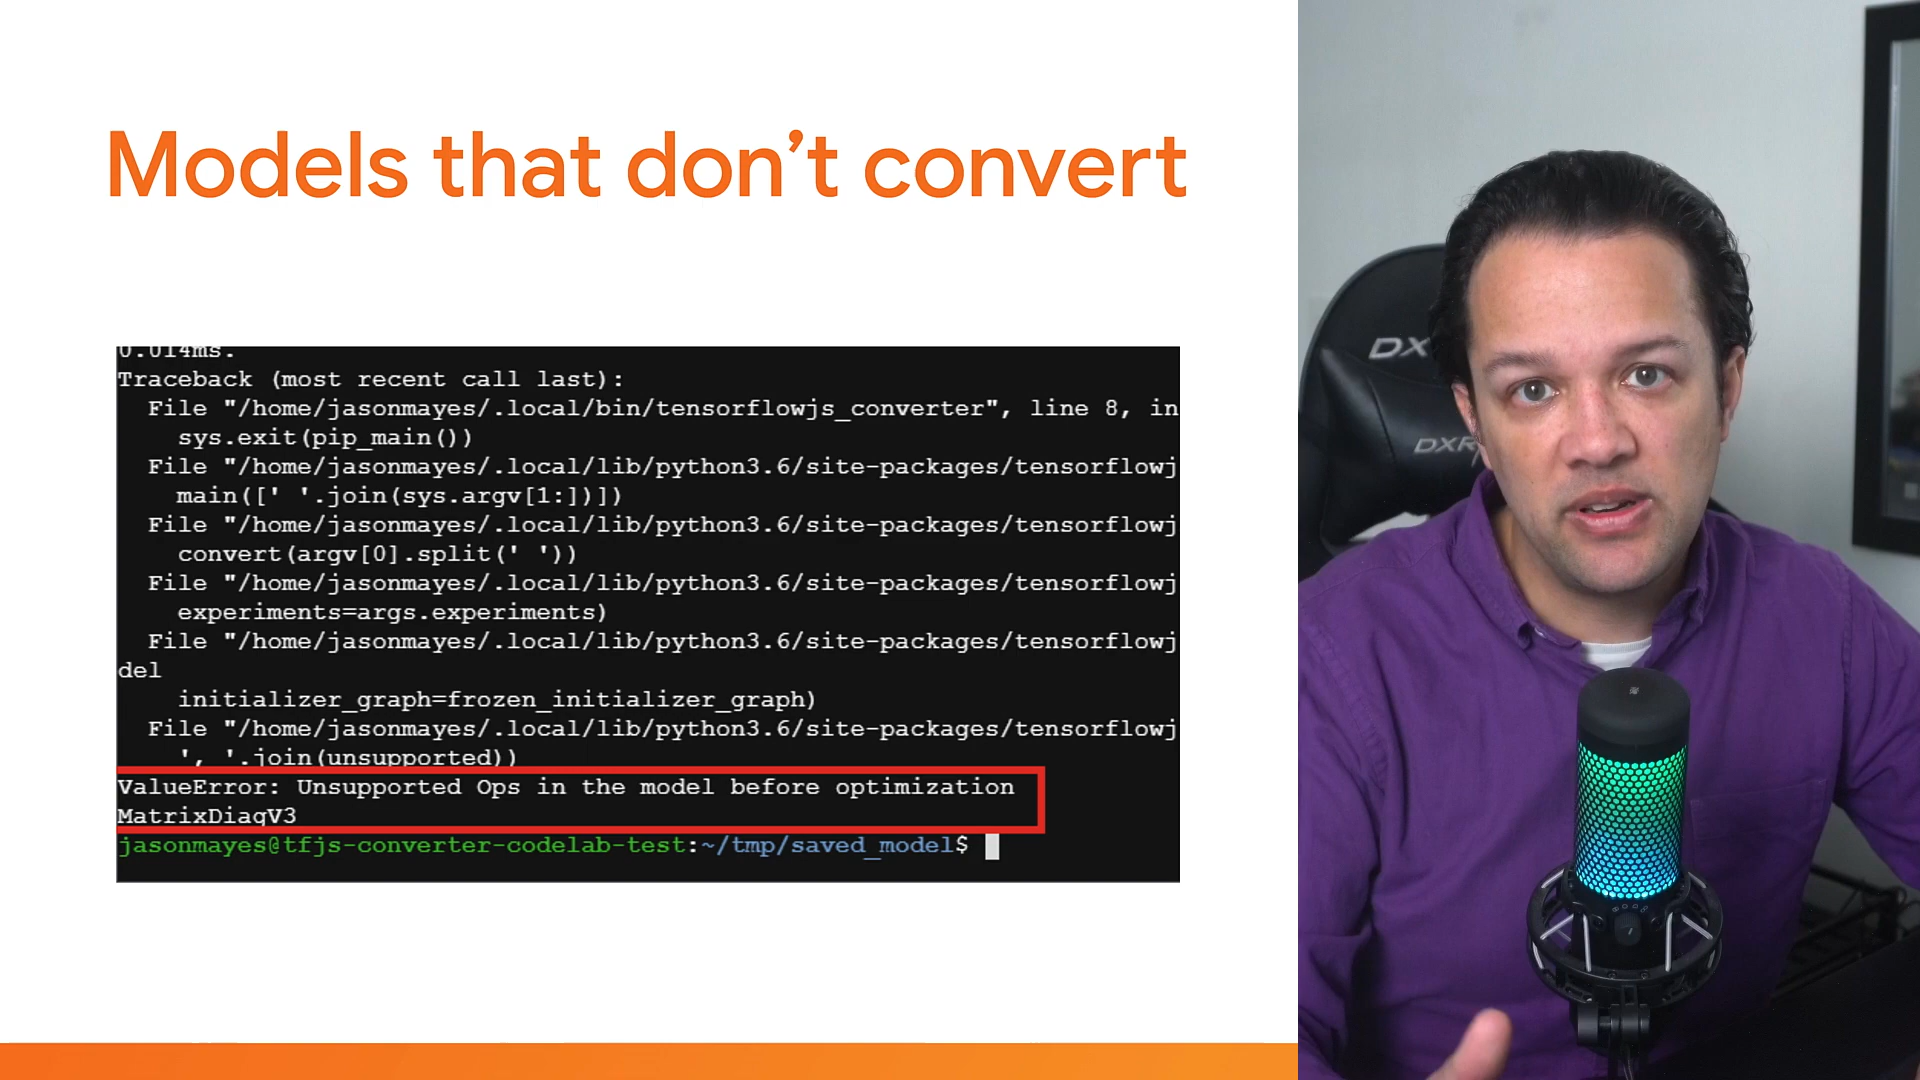 Models that don’t convert
0.014ms.
Traceback (most recent call last):
File "/home/jasonmayes/.local/bin/tensorflowjs_converter", line 8, in
sys.exit(pip_main())
File "/home/jasonmayes/.local/lib/python3.6/site-packages/tensorflowj
main([' '.join(sys.argv[1:])])
File "/home/jasonmayes/.local/lib/python3.6/site-packages/tensorflowj
convert(argv[0].split(' '))
File "/home/jasonmayes/.local/lib/python3.6/site-packages/tensorflowj
experiments=args.experiments)
File "/home/jasonmayes/.local/lib/python3.6/site-packages/tensorflowj
del
initializer_graph=frozen_initializer_graph)
File "/home/jasonmayes/.local/lib/python3.6/site-packages/tensorflowj
', '.join(unsupported))
ValueError: Unsupported Ops in the model before optimization
MatrixDiagV3
jasonmayes@tfjs-converter-codelab-test:~/tmp/saved_model$
DX
DXR